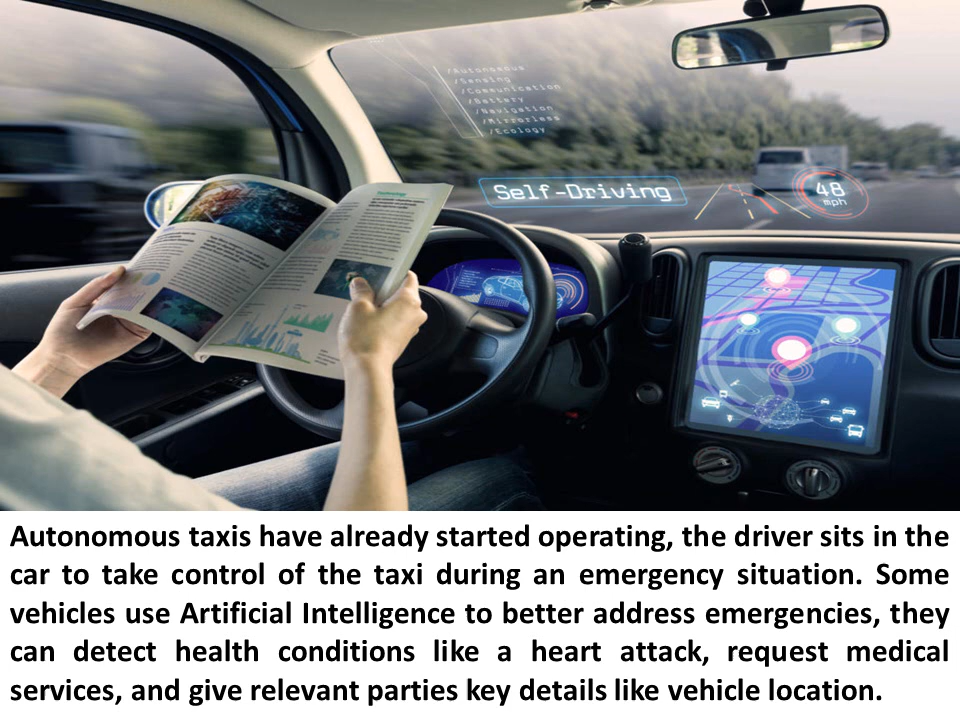 /Autonomous
/Sensing
/Communication
/Battery
/Navigation
/Mirrorless
/Ecology
Self-Driving
48
mph
Technology
Autonomous taxis have already started operating, the driver sits in the
car to take control of the taxi during an emergency situation. Some
vehicles use Artificial Intelligence to better address emergencies, they
can detect health conditions like a heart attack, request medical
services, and give relevant parties key details like vehicle location.